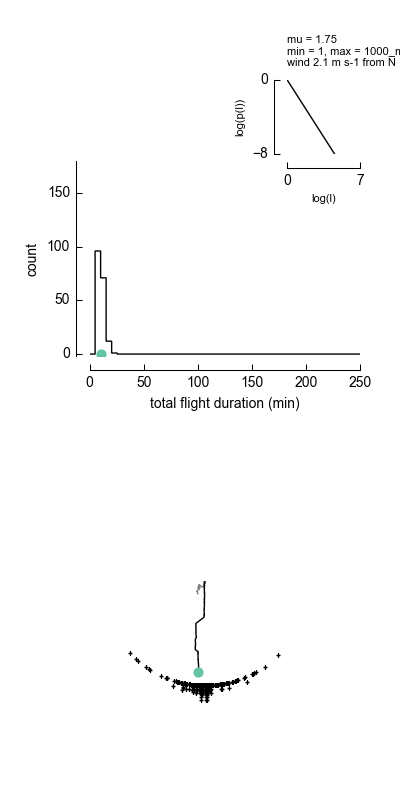 mu = 1.75
min = 1, max = 1000_
wind 2.1 m s-1 from N
0
log(p(l))
−8
0 7
log(l)
150
100
count
50
0
0 50 100 150 200 250
total flight duration (min)